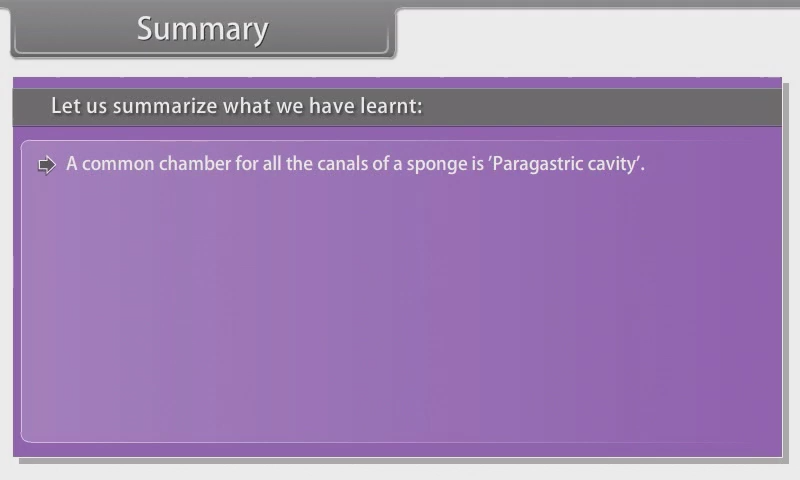 Summary
Let us summarize what we have learnt:
A common chamber for all the canals of a sponge is 'Paragastric cavity'.